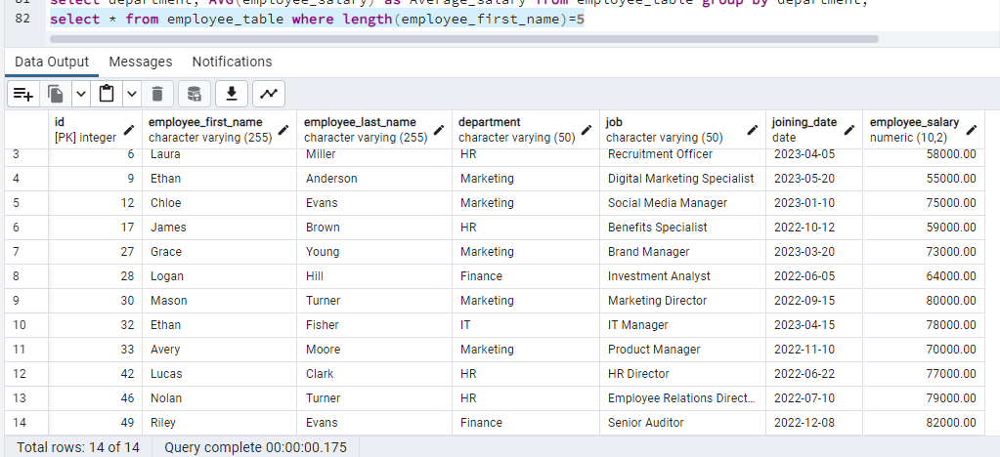 81 select department, AVG(employee_salary) as Average_salary from employee_table group by department;
82 select * from employee_table where length(employee_first_name)=5
Data Output Messages Notifications
id employee_first_name employee_last_name department job joining_date employee_salary
[PK] integer character varying (255) character varying (255) character varying (50) character varying (50) date numeric (10,2)
3 6 Laura Miller HR Recruitment Officer 2023-04-05 58000.00
4 9 Ethan Anderson Marketing Digital Marketing Specialist 2023-05-20 55000.00
5 12 Chloe Evans Marketing Social Media Manager 2023-01-10 75000.00
6 17 James Brown HR Benefits Specialist 2022-10-12 59000.00
7 27 Grace Young Marketing Brand Manager 2023-03-20 73000.00
8 28 Logan Hill Finance Investment Analyst 2022-06-05 64000.00
9 30 Mason Turner Marketing Marketing Director 2022-09-15 80000.00
10 32 Ethan Fisher IT IT Manager 2023-04-15 78000.00
11 33 Avery Moore Marketing Product Manager 2022-11-10 70000.00
12 42 Lucas Clark HR HR Director 2022-06-22 77000.00
13 46 Nolan Turner HR Employee Relations Direct... 2022-07-10 79000.00
14 49 Riley Evans Finance Senior Auditor 2022-12-08 82000.00
Total rows: 14 of 14 Query complete 00:00:00.175